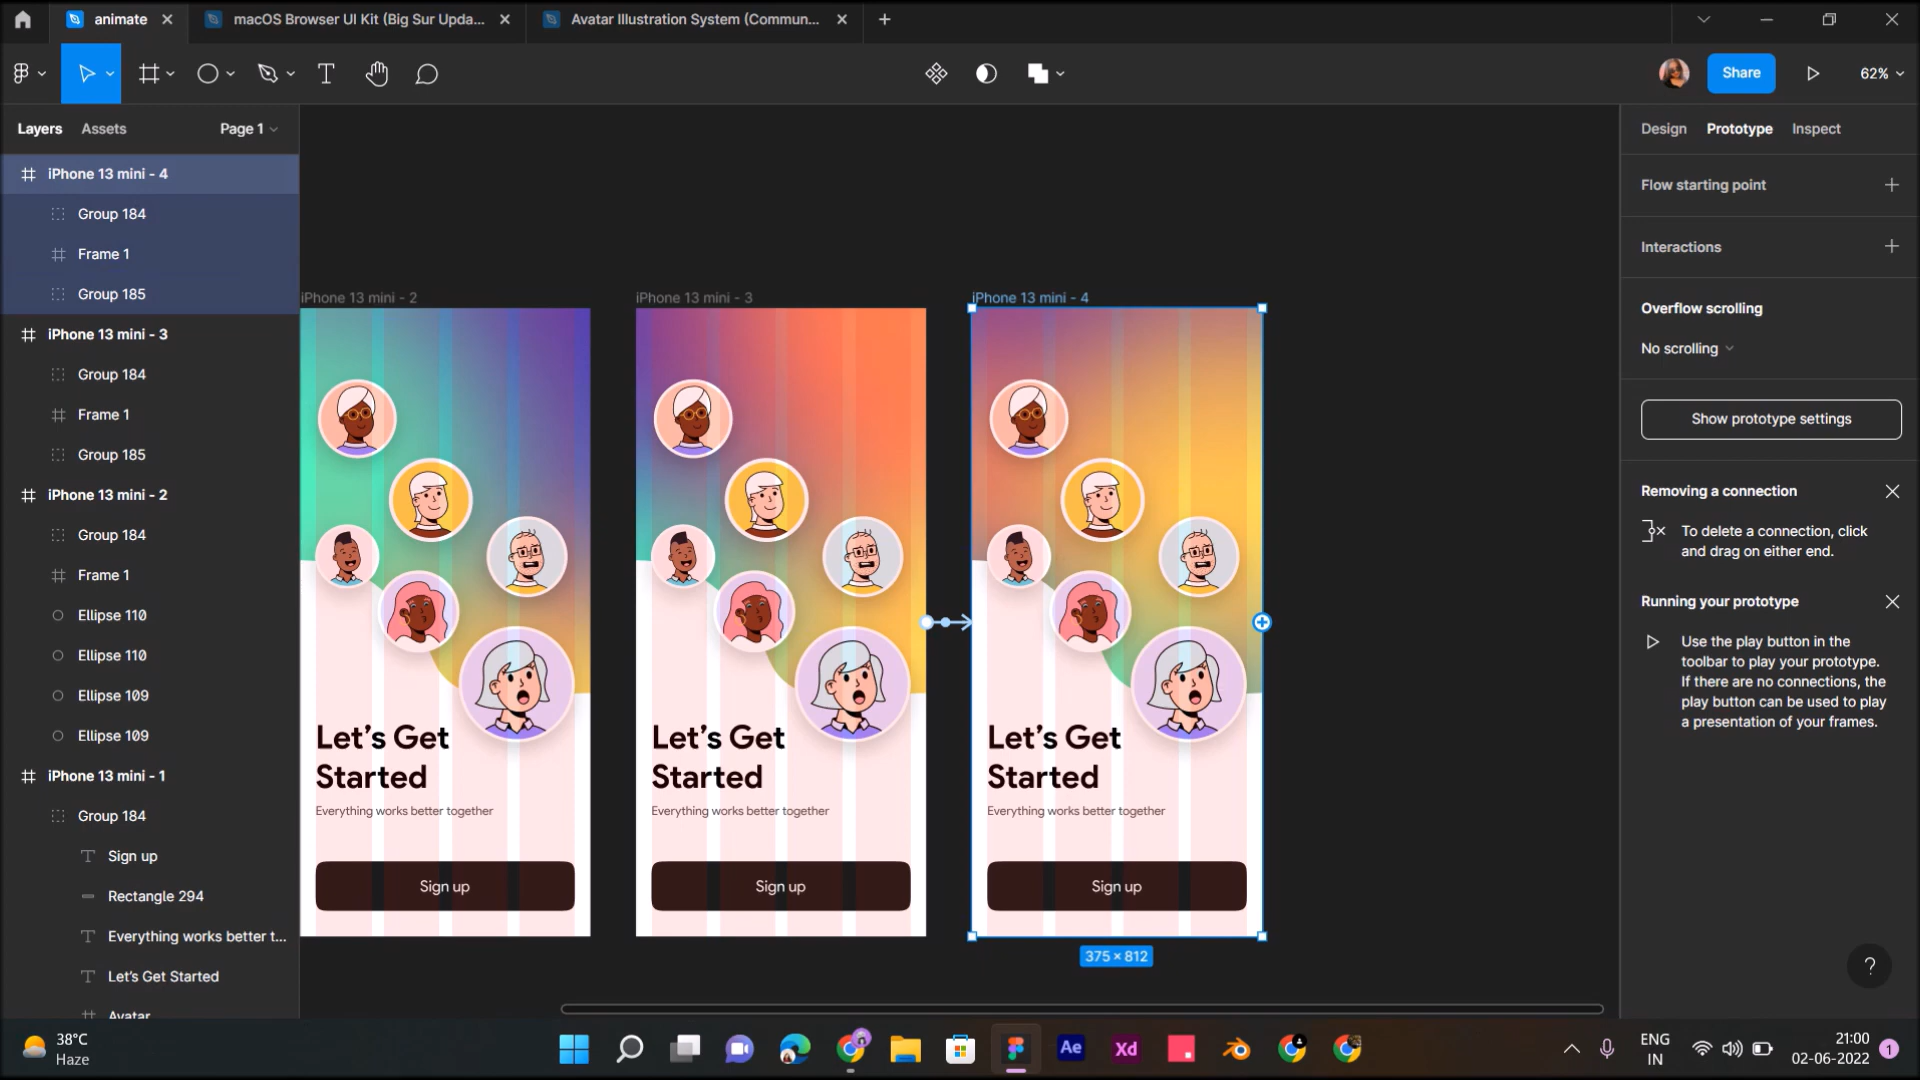 animate
macOS Browser UI Kit (Big Sur Upda...
Avatar Illustration System (Commun...
Share
62%
Layers
Assets
Page 1
iPhone 13 mini - 4
Group 184
Frame 1
Group 185
iPhone 13 mini - 3
Group 184
Frame 1
Group 185
iPhone 13 mini - 2
Group 184
Frame 1
Ellipse 110
Ellipse 110
Ellipse 109
Ellipse 109
iPhone 13 mini - 1
Group 184
Sign up
Rectangle 294
Everything works better t...
Let's Get Started
Avatar
iPhone 13 mini - 2
Let's Get
Started
Everything works better together
Sign up
iPhone 13 mini - 3
Let's Get
Started
Everything works better together
Sign up
iPhone 13 mini - 4
Let's Get
Started
Everything works better together
Sign up
375 × 812
Design
Prototype
Inspect
Flow starting point
Interactions
Overflow scrolling
No scrolling
Show prototype settings
Removing a connection
To delete a connection, click
and drag on either end.
Running your prototype
Use the play button in the
toolbar to play your prototype.
If there are no connections, the
play button can be used to play
a presentation of your frames.
?
38°C
Haze
Ae
Xd
ENG
IN
21:00
02-06-2022
1